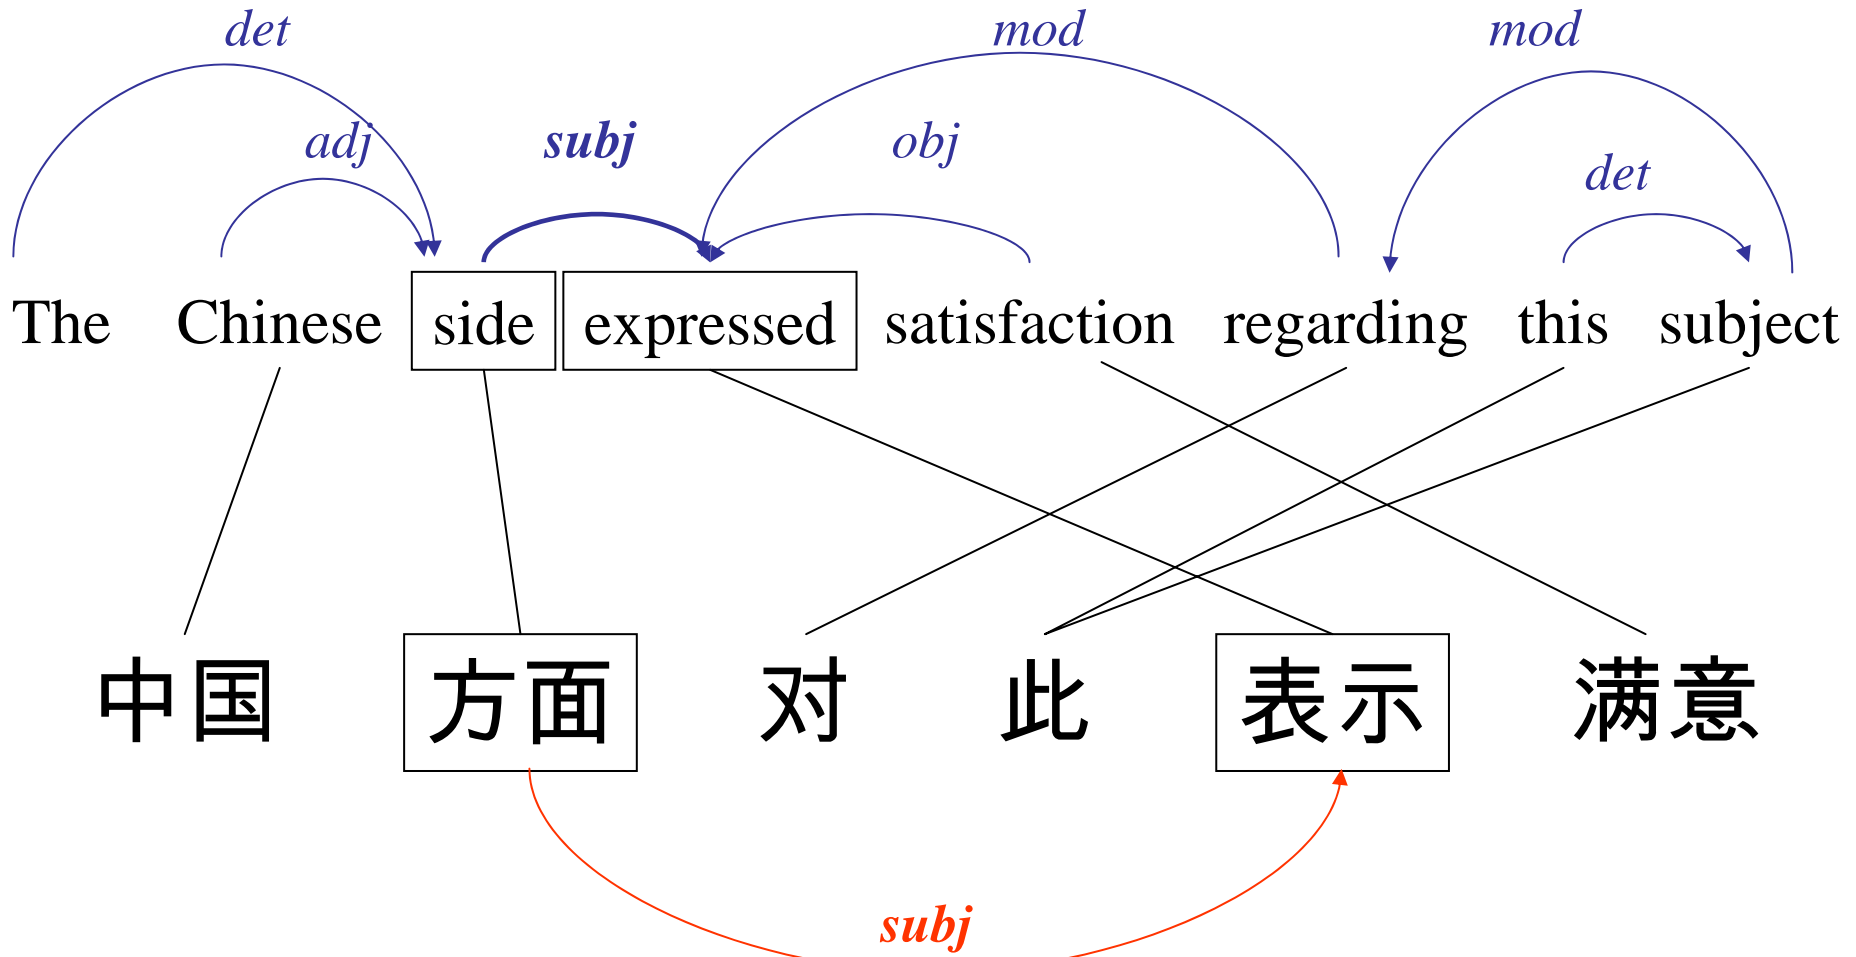 det mod mod
adj subj obj det
The Chinese side expressed satisfaction regarding this subject
中国 方面 对 此 表示 满意
subj